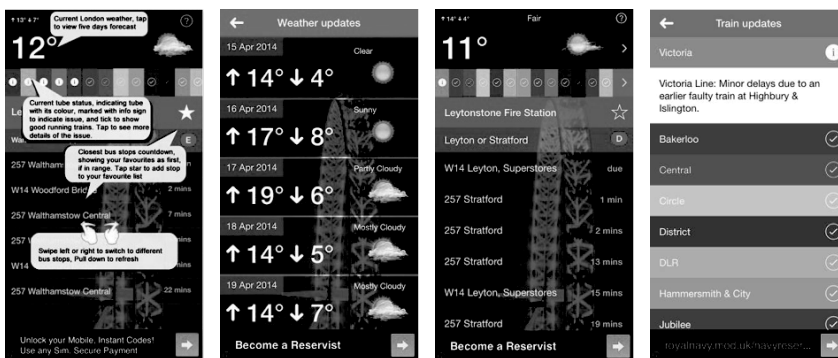 ↑ 13° ↓ 7°
12°
Current London weather, tap
to view five days forecast
Current tube status, indicating tube
with its colour, marked with info sign
to indicate issue, and tick to show
good running trains. Tap to see more
details of the issue.
E
Closest bus stops countdown,
showing your favourites as first,
if in range. Tap star to add stop
to your favourite list
257 Waltham
W14 Woodford Bri
2 mins
257 Walthamstow Central
7 mins
Swipe left or right to switch to different
bus stops, Pull down to refresh
257
W14
mins
257 Walthamstow Central
22 mins
Unlock your Mobile, Instant Codes!
Use any Sim. Secure Payment
Weather updates
15 Apr 2014
Clear
↑ 14° ↓ 4°
16 Apr 2014
Sunny
↑ 17° ↓ 8°
17 Apr 2014
Partly Cloudy
↑ 19° ↓ 6°
18 Apr 2014
Mostly Cloudy
↑ 14° ↓ 5°
19 Apr 2014
Mostly Cloudy
↑ 14° ↓ 7°
Become a Reservist
↑ 14° ↓ 4°
Fair
11°
Leytonstone Fire Station
Leyton or Stratford
D
W14 Leyton, Superstores
due
257 Stratford
1 min
257 Stratford
2 mins
257 Stratford
13 mins
W14 Leyton, Superstores
15 mins
257 Stratford
19 mins
Become a Reservist
Train updates
Victoria
Victoria Line: Minor delays due to an
earlier faulty train at Highbury &
Islington.
Bakerloo
Central
Circle
District
DLR
Hammersmith & City
Jubilee